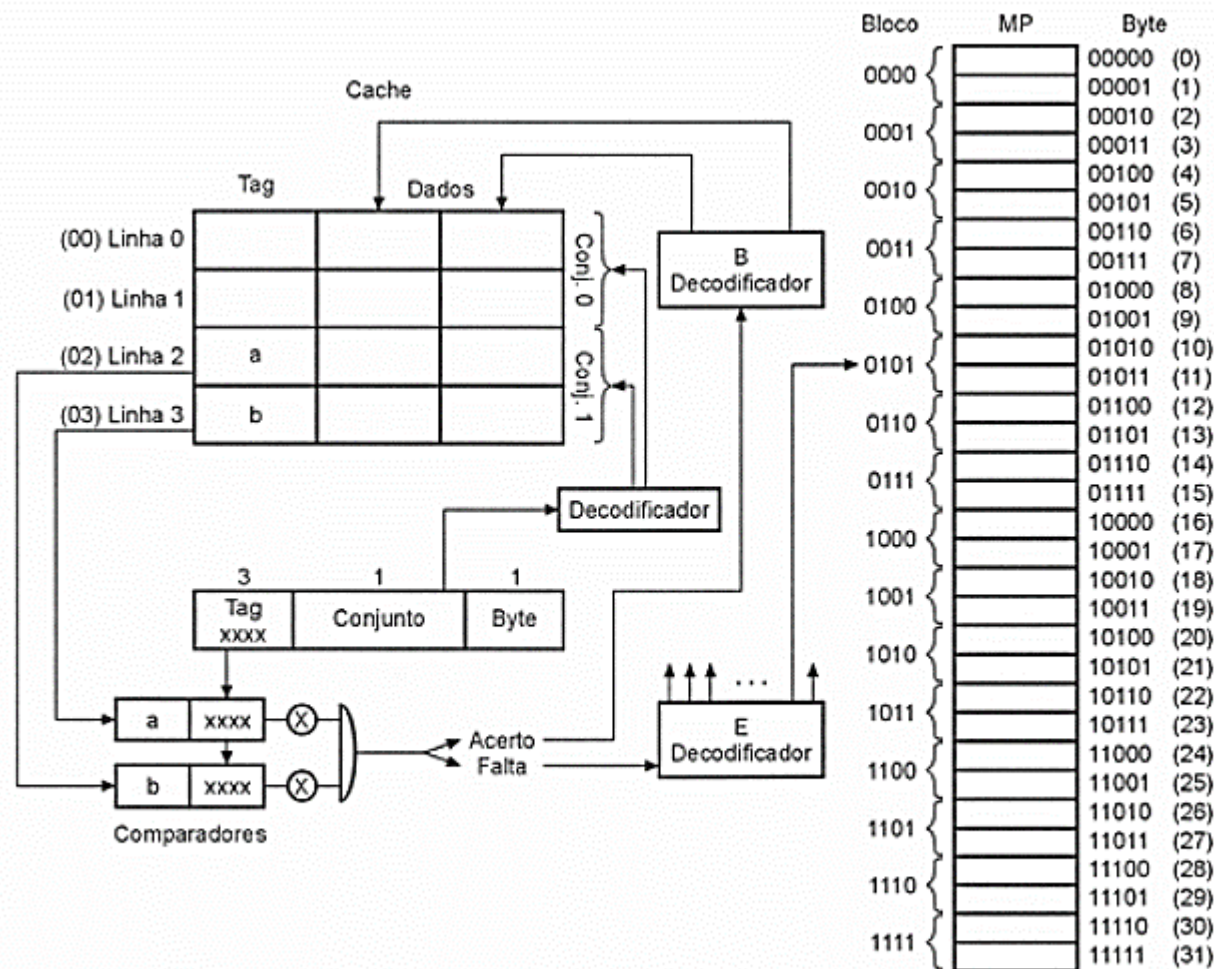 Cache
Tag
Dados
(00) Linha 0
(01) Linha 1
(02) Linha 2
a
(03) Linha 3
b
Conj. 0
Conj. 1
B
Decodificador
Decodificador
3
1
1
Tag
xxxx
Conjunto
Byte
a
xxxx
X
b
xxxx
X
Comparadores
Acerto
Falta
...
E
Decodificador
Bloco
MP
Byte
0000
00000 (0)
00001 (1)
0001
00010 (2)
00011 (3)
0010
00100 (4)
00101 (5)
0011
00110 (6)
00111 (7)
0100
01000 (8)
01001 (9)
0101
01010 (10)
01011 (11)
0110
01100 (12)
01101 (13)
0111
01110 (14)
01111 (15)
1000
10000 (16)
10001 (17)
1001
10010 (18)
10011 (19)
1010
10100 (20)
10101 (21)
1011
10110 (22)
10111 (23)
1100
11000 (24)
11001 (25)
1101
11010 (26)
11011 (27)
1110
11100 (28)
11101 (29)
1111
11110 (30)
11111 (31)